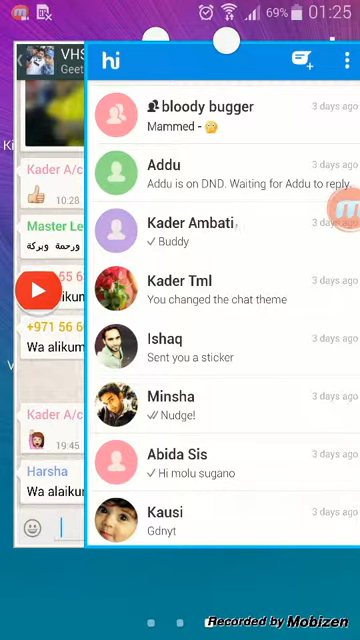 69% 01:25
VHS
Geet
hi
bloody bugger 3 days ago
Mammed -
Addu 3 days ago
Addu is on DND. Waiting for Addu to reply.
Kader Ambati, 3 days ago
Buddy
Kader Tml 3 days ago
You changed the chat theme
Ishaq 3 days ago
Sent you a sticker
Minsha 3 days ago
Nudge!
Abida Sis 3 days ago
Hi molu sugano
Kausi 3 days ago
Gdnyt
Kader A/c
10:28
Master Le
ورحمة وبركة
55 6
ikum
+971 56 6
Wa alikum
Kader A/c
19:45
Harsha
Wa alaiku
Recorded by Mobizen